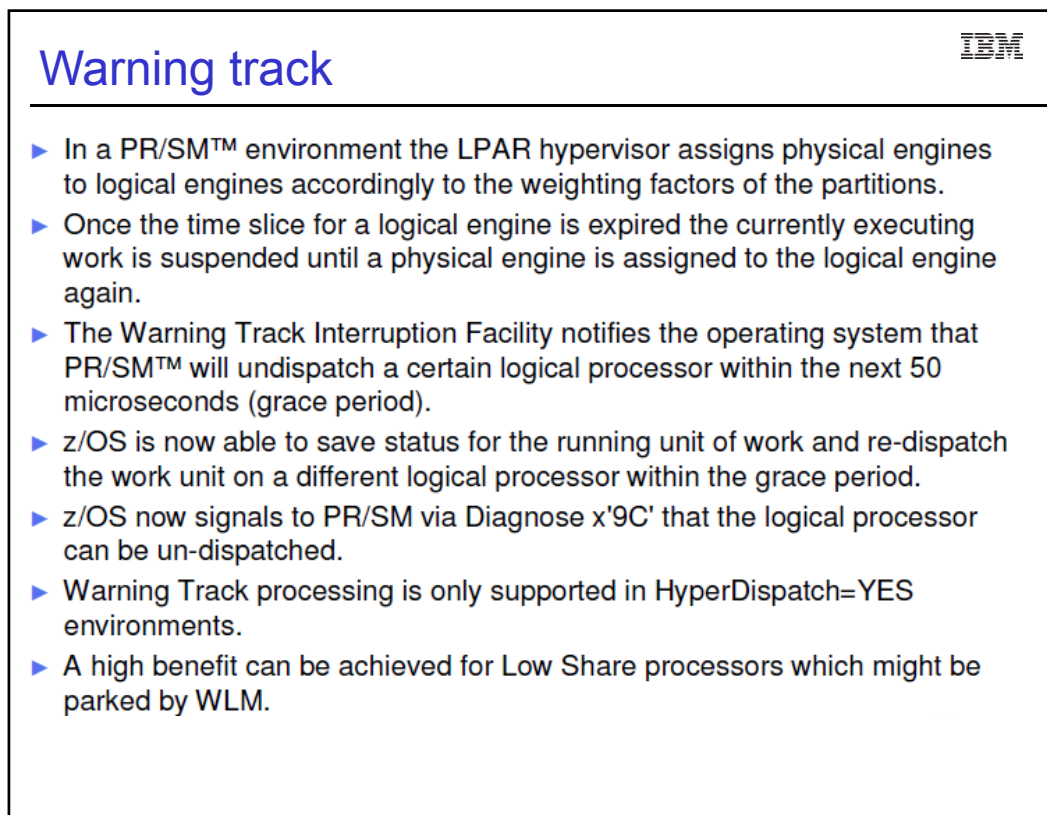 IBM
Warning track
► In a PR/SM™ environment the LPAR hypervisor assigns physical engines
to logical engines accordingly to the weighting factors of the partitions.
► Once the time slice for a logical engine is expired the currently executing
work is suspended until a physical engine is assigned to the logical engine
again.
► The Warning Track Interruption Facility notifies the operating system that
PR/SM™ will undispatch a certain logical processor within the next 50
microseconds (grace period).
► z/OS is now able to save status for the running unit of work and re-dispatch
the work unit on a different logical processor within the grace period.
► z/OS now signals to PR/SM via Diagnose x'9C' that the logical processor
can be un-dispatched.
► Warning Track processing is only supported in HyperDispatch=YES
environments.
► A high benefit can be achieved for Low Share processors which might be
parked by WLM.